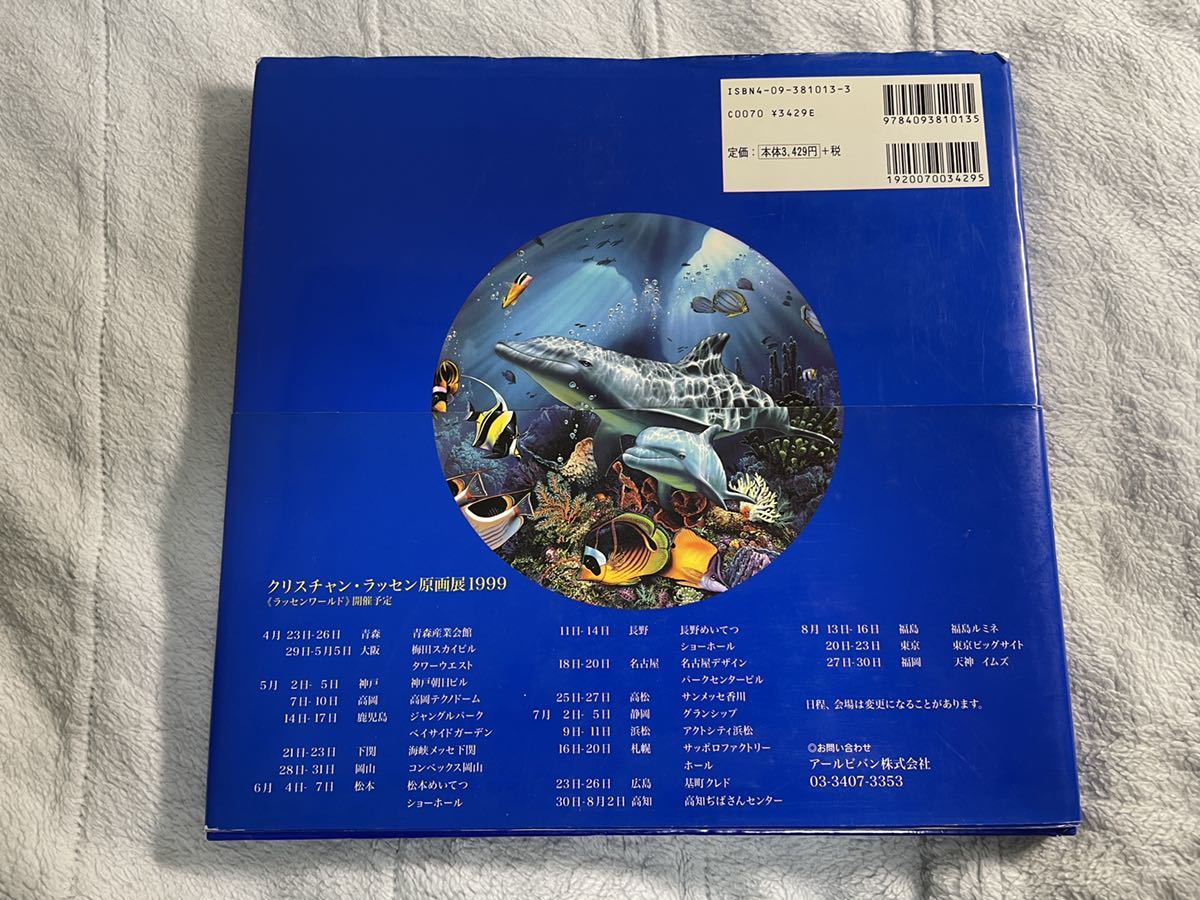 ISBN4-09-381013-3
C0070 ¥3429E
定価：本体3,429円＋税
9784093810135
1920070034295
クリスチャン・ラッセン原画展1999
《ラッセンワールド》開催予定
4月 23日-26日 青森 青森産業会館
29日-5月5日 大阪 梅田スカイビル
タワーウエスト
5月 2日- 5日 神戸 神戸朝日ビル
7日-10日 高岡 高岡テクノドーム
14日-17日 鹿児島 ジャングルパーク
ベイサイドガーデン
21日-23日 下関 海峡メッセ下関
28日-31日 岡山 コンベックス岡山
6月 4日- 7日 松本 松本めいてつ
ショーホール
11日-14日 長野 長野めいてつ
ショーホール
18日-20日 名古屋 名古屋デザイン
パークセンタービル
25日-27日 高松 サンメッセ香川
7月 2日- 5日 静岡 グランシップ
9日- 11日 浜松 アクトシティ浜松
16日-20日 札幌 サッポロファクトリー
ホール
23日-26日 広島 基町クレド
30日-8月2日 高知 高知ぢばさんセンター
8月 13日-16日 福島 福島ルミネ
20日-23日 東京 東京ビッグサイト
27日-30日 福岡 天神 イムズ
日程、会場は変更になることがあります。
◎お問い合わせ
アールビバン株式会社
03-3407-3353